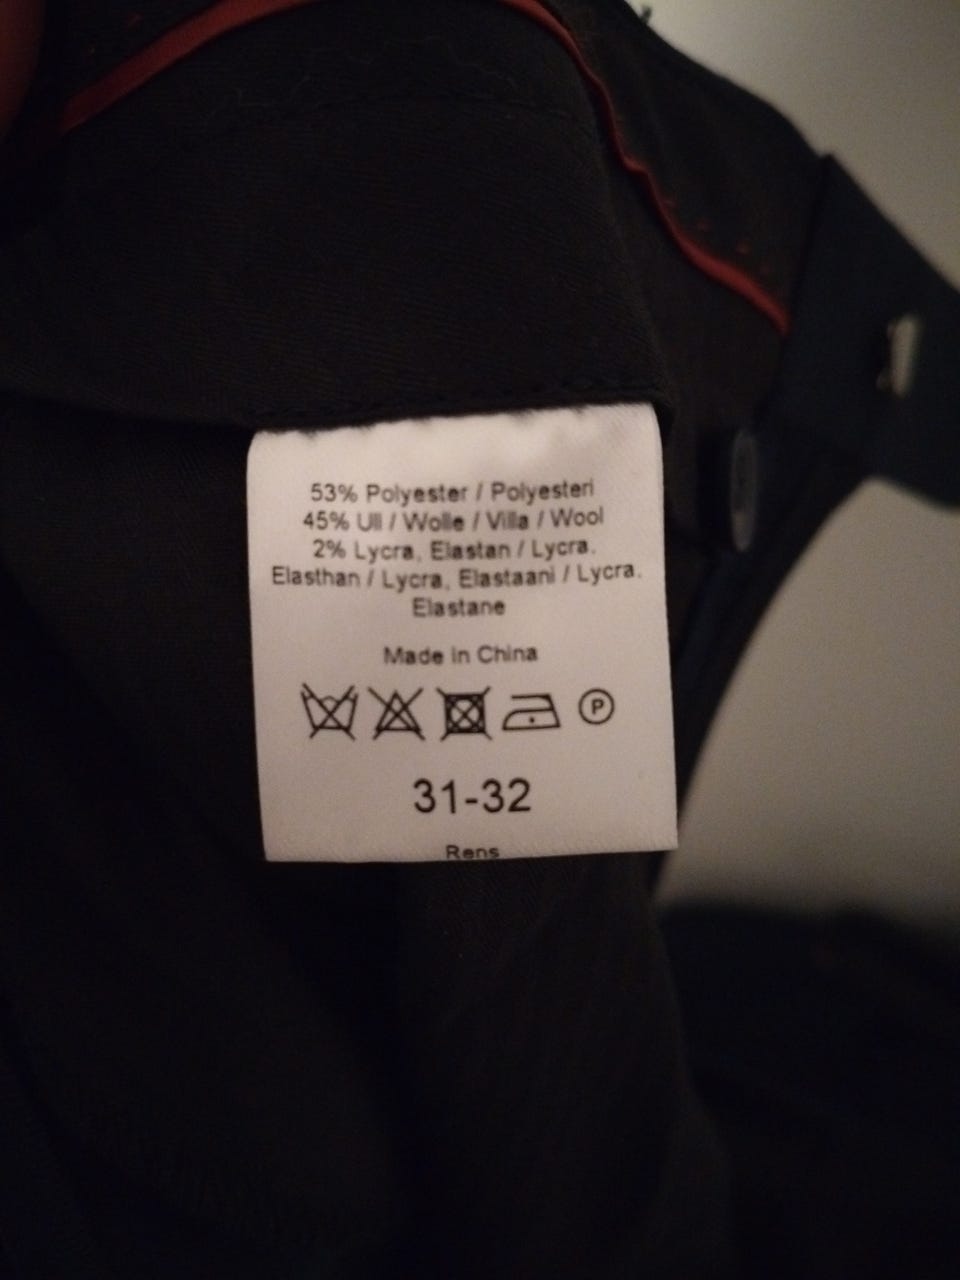 53% Polyester / Polyesteri
45% Ull / Wolle / Villa / Wool
2% Lycra, Elastan / Lycra,
Elasthan / Lycra, Elastaani / Lycra,
Elastane
Made in China
P
31-32
Rens